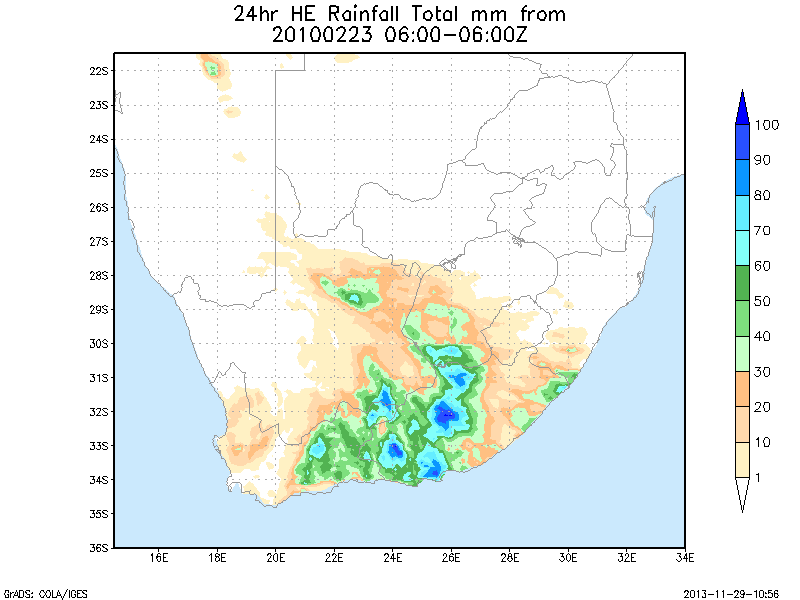 24hr HE Rainfall Total mm from
20100223 06:00-06:00Z
22S
23S
24S
25S
26S
27S
28S
29S
30S
31S
32S
33S
34S
35S
36S
16E 18E 20E 22E 24E 26E 28E 30E 32E 34E
100
90
80
70
60
50
40
30
20
10
1
GrADS: COLA/IGES
2013-11-29-10:56